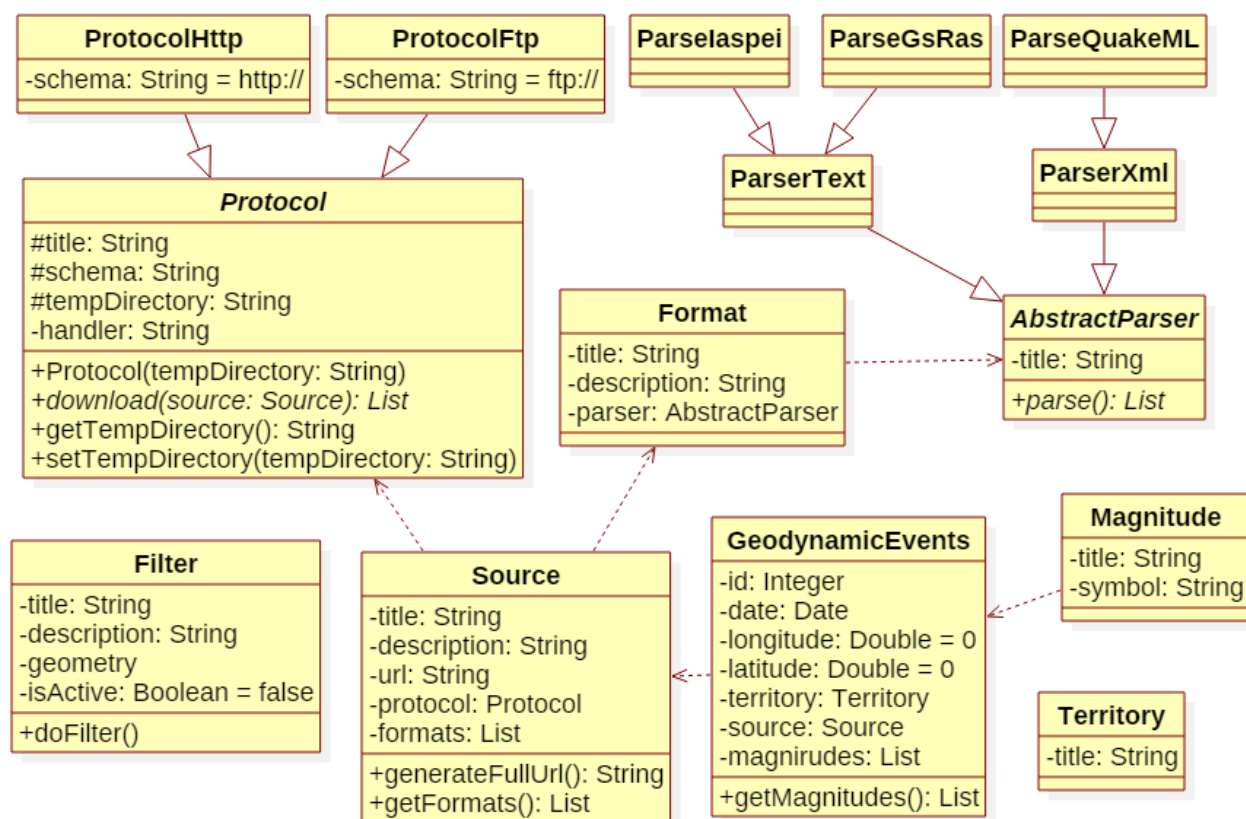 ProtocolHttp
-schema: String = http://
ProtocolFtp
-schema: String = ftp://
ParseIaspei
ParseGsRas
ParseQuakeML
ParserText
ParserXml
Protocol
#title: String
#schema: String
#tempDirectory: String
-handler: String
+Protocol(tempDirectory: String)
+download(source: Source): List
+getTempDirectory(): String
+setTempDirectory(tempDirectory: String)
Format
-title: String
-description: String
-parser: AbstractParser
AbstractParser
-title: String
+parse(): List
Filter
-title: String
-description: String
-geometry
-isActive: Boolean = false
+doFilter()
Source
-title: String
-description: String
-url: String
-protocol: Protocol
-formats: List
+generateFullUrl(): String
+getFormats(): List
GeodynamicEvents
-id: Integer
-date: Date
-longitude: Double = 0
-latitude: Double = 0
-territory: Territory
-source: Source
-magnirudes: List
+getMagnitudes(): List
Magnitude
-title: String
-symbol: String
Territory
-title: String